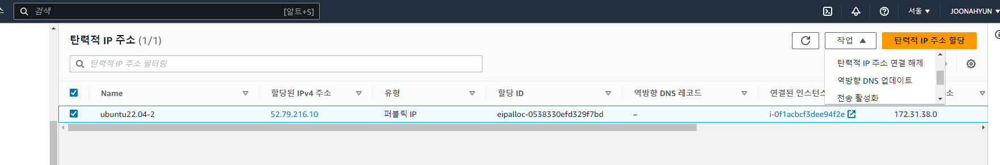 스 검색 [알트+S] 서울 ▼ JOONAHYUN ▼
탄력적 IP 주소 (1/1) 작업 ▲ 탄력적 IP 주소 할당
탄력적 IP 주소 필터링
탄력적 IP 주소 연결 해제
역방향 DNS 업데이트
전송 활성화
Name 할당된 IPv4 주소 유형 할당 ID 역방향 DNS 레코드 연결된 인스턴스 소
ubuntu22.04-2 52.79.216.10 퍼블릭 IP eipalloc-0538330efd329f7bd – i-0f1acbcf3dee94f2e 172.31.38.0